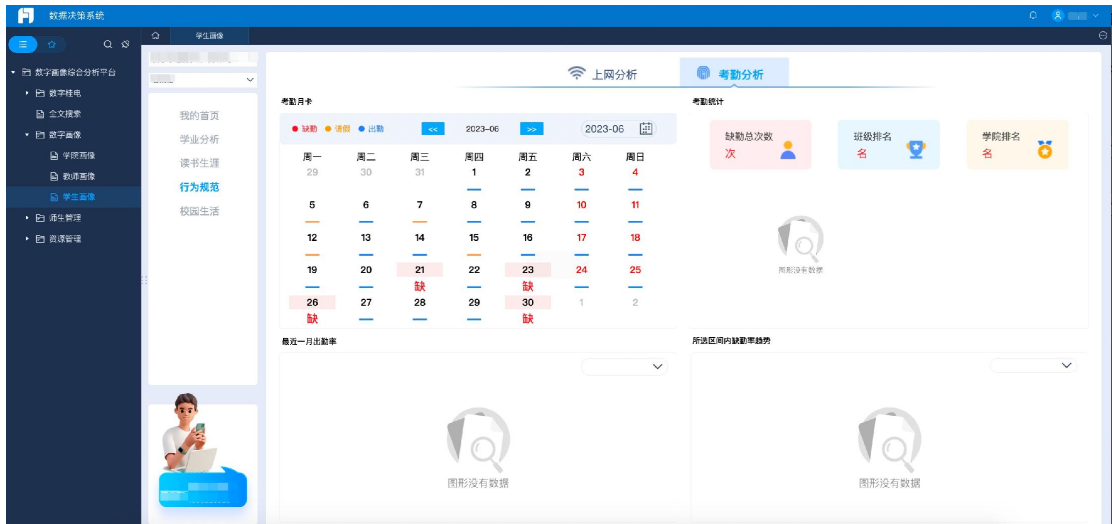 数据决策系统
学生画像
数字画像综合分析平台
数字桂电
全文搜索
数字画像
学院画像
教师画像
学生画像
师生管理
资源管理
我的首页
学业分析
读书生涯
行为规范
校园生活
上网分析
考勤分析
考勤月卡
缺勤 请假 出勤 << 2023-06 >> 2023-06
周一 周二 周三 周四 周五 周六 周日
29 30 31 1 2 3 4
5 6 7 8 9 10 11
12 13 14 15 16 17 18
19 20 21 22 23 24 25
缺 缺
26 27 28 29 30 1 2
缺 缺
考勤统计
缺勤总次数
次
班级排名
名
学院排名
名
图形没有数据
最近一月出勤率
图形没有数据
所选区间内缺勤率趋势
图形没有数据